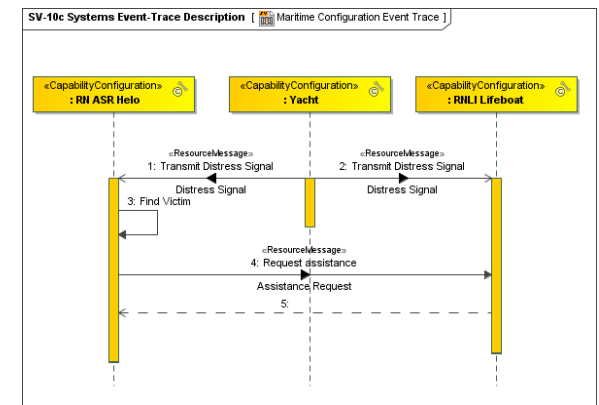 SV-10c Systems Event-Trace Description [ Maritime Configuration Event Trace ]
«CapabilityConfiguration»
: RN ASR Helo
«CapabilityConfiguration»
: Yacht
«CapabilityConfiguration»
: RNLI Lifeboat
«ResourceMessage»
1: Transmit Distress Signal
Distress Signal
«ResourceMessage»
2: Transmit Distress Signal
Distress Signal
3: Find Victim
«ResourceMessage»
4: Request assistance
Assistance Request
5: